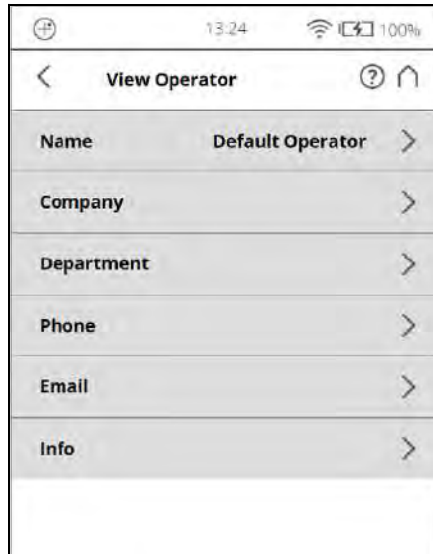 13:24 100%
View Operator ?
Name Default Operator
Company
Department
Phone
Email
Info